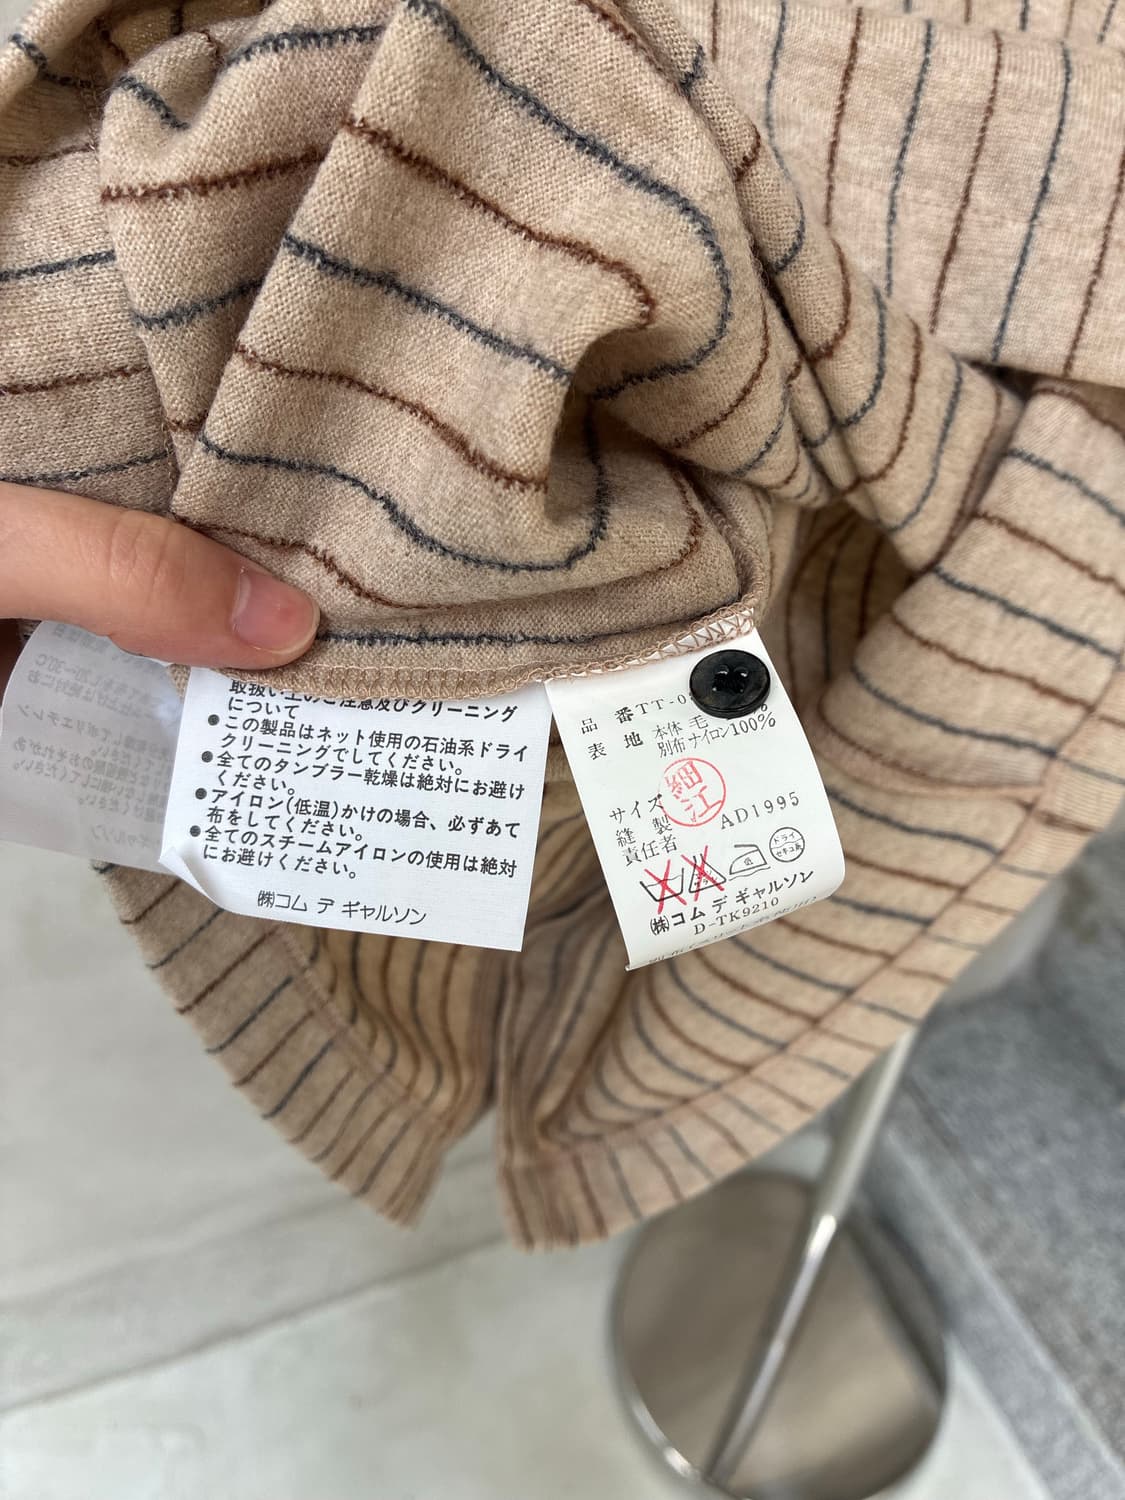 取扱い上のご注意及びクリーニング
について
●この製品はネット使用の石油系ドライ
クリーニングでしてください。
●全てのタンブラー乾燥は絶対にお避け
ください。
●アイロン(低温)かけの場合、必ずあて
布をしてください。
●全てのスチームアイロンの使用は絶対
にお避けください。
㈱コム デ ギャルソン
品 番 TT-0
表 地 本体 毛
別布 ナイロン100%
細江
サイズ
縫製
責任者
AD1995
低
ドライ
セキユ系
㈱コム デ ギャルソン
D-TK9210